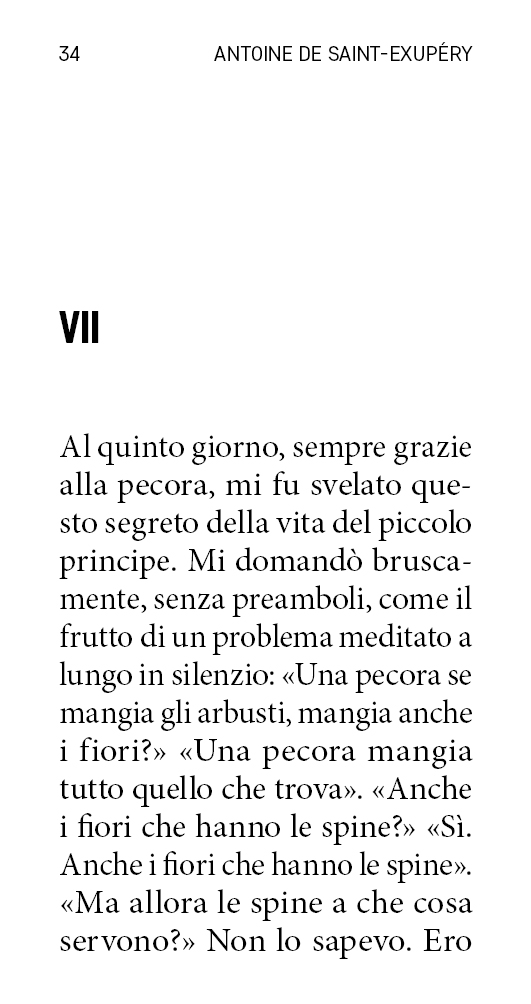 34 ANTOINE DE SAINT-EXUPÉRY
VII
Al quinto giorno, sempre grazie
alla pecora, mi fu svelato que-
sto segreto della vita del piccolo
principe. Mi domandò brusca-
mente, senza preamboli, come il
frutto di un problema meditato a
lungo in silenzio: «Una pecora se
mangia gli arbusti, mangia anche
i fiori?» «Una pecora mangia
tutto quello che trova». «Anche
i fiori che hanno le spine?» «Sì.
Anche i fiori che hanno le spine».
«Ma allora le spine a che cosa
servono?» Non lo sapevo. Ero